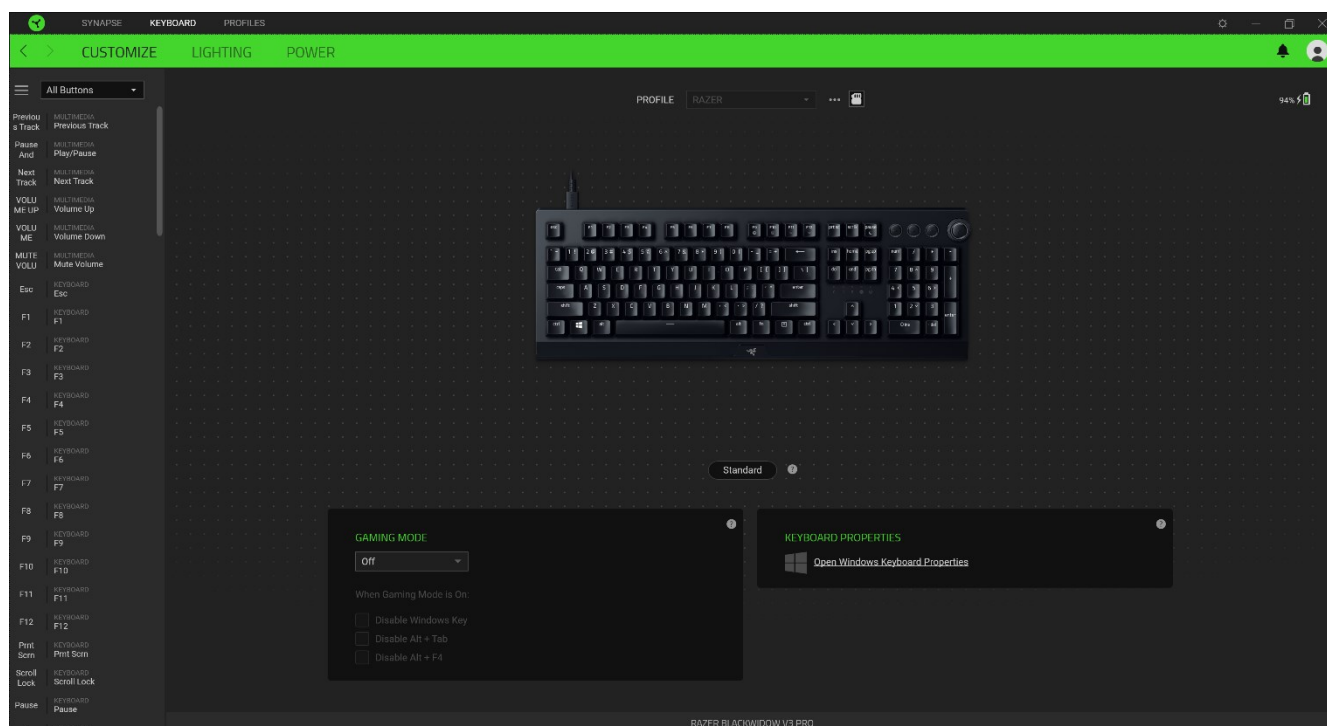 SYNAPSE KEYBOARD PROFILES
CUSTOMIZE LIGHTING POWER
All Buttons
PROFILE RAZER
94%
Previou
s Track
MULTIMEDIA
Previous Track
Pause
And
MULTIMEDIA
Play/Pause
Next
Track
MULTIMEDIA
Next Track
VOLU
ME UP
MULTIMEDIA
Volume Up
VOLU
ME
MULTIMEDIA
Volume Down
MUTE
VOLU
MULTIMEDIA
Mute Volume
Esc
KEYBOARD
Esc
F1
KEYBOARD
F1
F2
KEYBOARD
F2
F3
KEYBOARD
F3
F4
KEYBOARD
F4
F5
KEYBOARD
F5
F6
KEYBOARD
F6
F7
KEYBOARD
F7
F8
KEYBOARD
F8
F9
KEYBOARD
F9
F10
KEYBOARD
F10
F11
KEYBOARD
F11
F12
KEYBOARD
F12
Prnt
Scrn
KEYBOARD
Prnt Scrn
Scroll
Lock
KEYBOARD
Scroll Lock
Pause
KEYBOARD
Pause
Standard
GAMING MODE
Off
When Gaming Mode is On:
Disable Windows Key
Disable Alt + Tab
Disable Alt + F4
KEYBOARD PROPERTIES
Open Windows Keyboard Properties
RAZER BLACKWIDOW V3 PRO